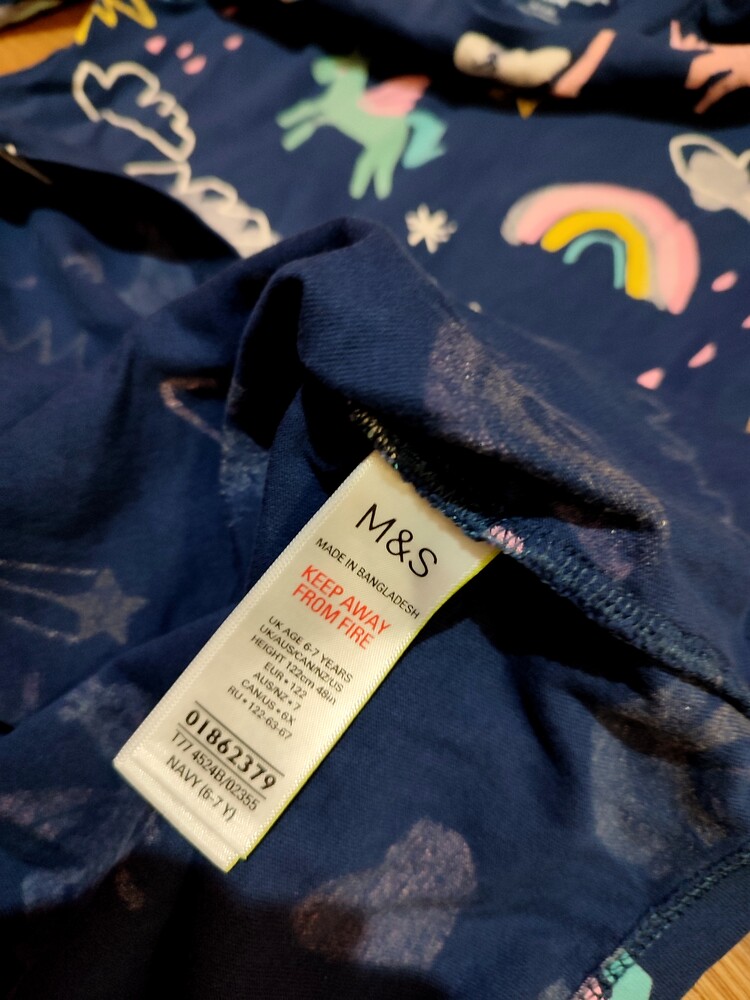 M&S
MADE IN BANGLADESH
KEEP AWAY
FROM FIRE
UK AGE 6-7 YEARS
UK/AUS/CAN/NZ/US
HEIGHT 122cm 48in
EUR • 122
AUS/NZ • 7
CAN/US • 6X
RU • 122-63-67
01862379
T77 4524B/02355
NAVY (6-7 Y)